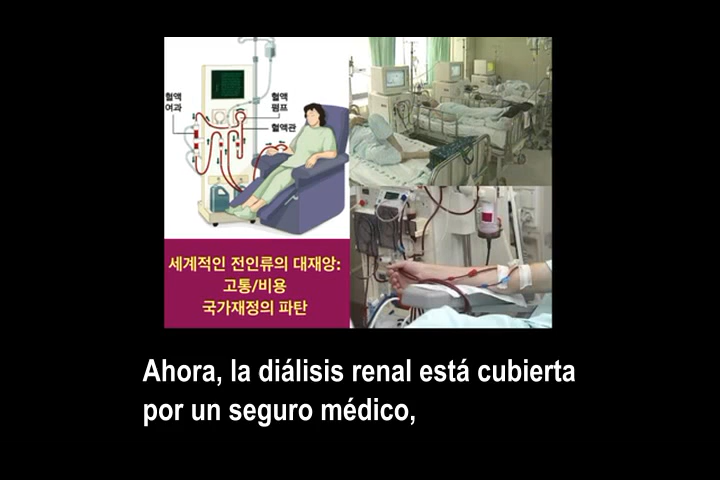 혈액
여과
혈액
펌프
혈액관
세계적인 전인류의 대재앙:
고통/비용
국가재정의 파탄
Ahora, la diálisis renal está cubierta
por un seguro médico,